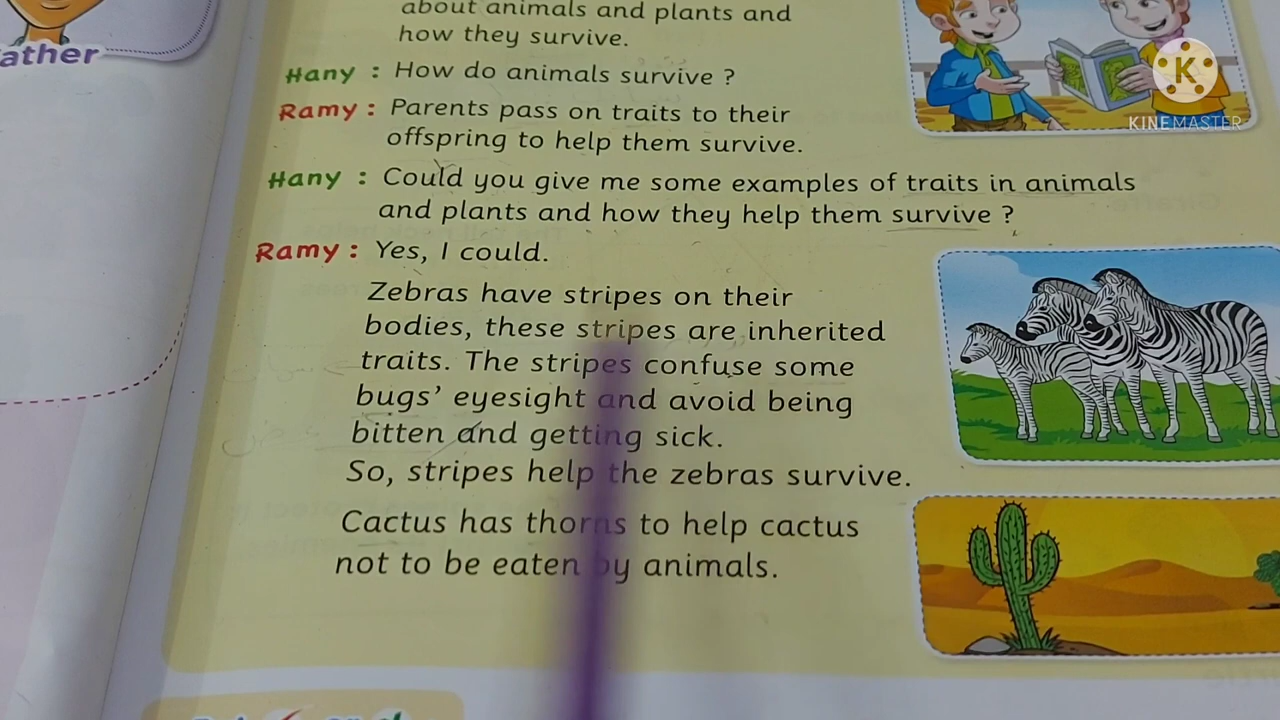 ather
about animals and plants and
how they survive.
Hany : How do animals survive ?
Ramy : Parents pass on traits to their
offspring to help them survive.
Hany : Could you give me some examples of traits in animals
and plants and how they help them survive ?
Ramy : Yes, I could.
Zebras have stripes on their
bodies, these stripes are inherited
traits. The stripes confuse some
bugs' eyesight and avoid being
bitten and getting sick.
So, stripes help the zebras survive.
Cactus has thorns to help cactus
not to be eaten by animals.
K
KINEMASTER